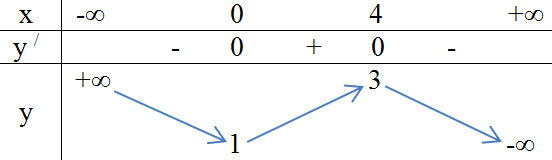 x -∞ 0 4 +∞
y / - 0 + 0 -
+∞ 3
y
1 -∞